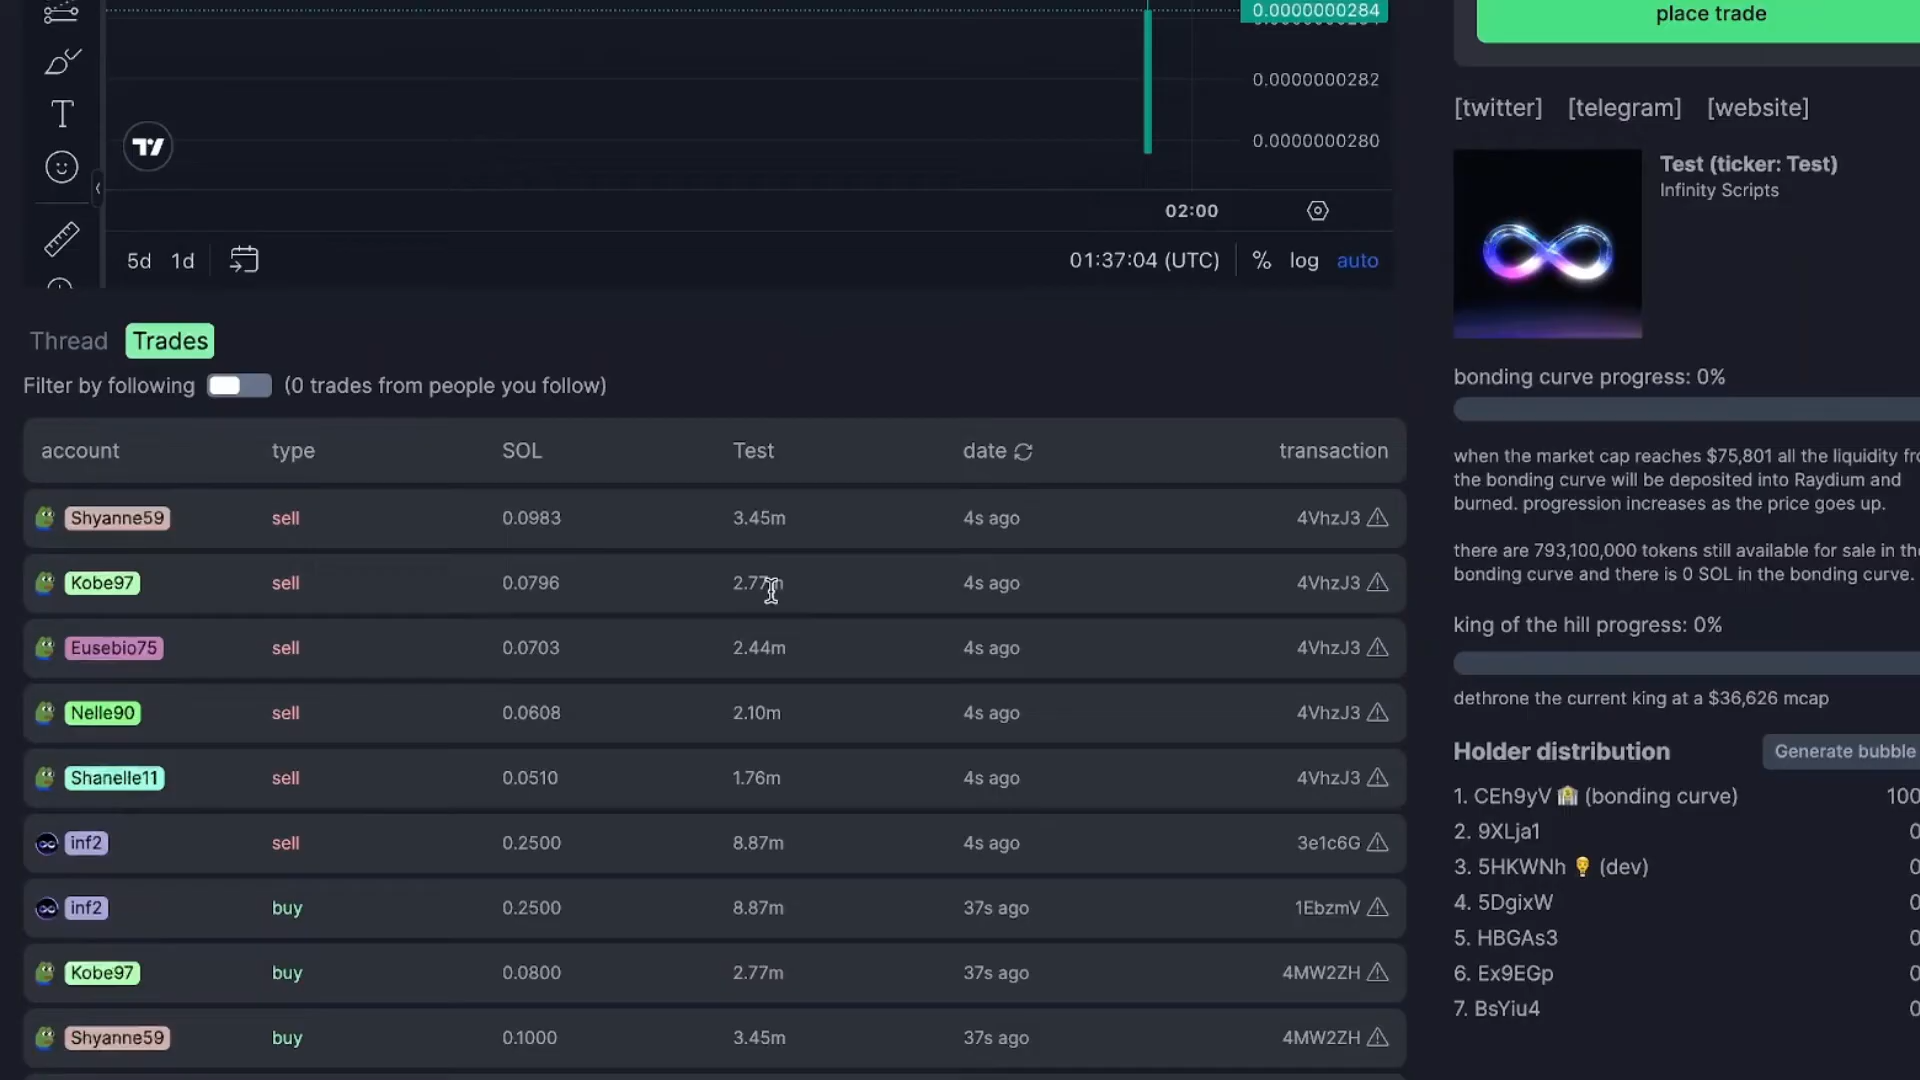 0.0000000284
place trade
0.0000000282
0.0000000280
02:00
5d 1d
01:37:04 (UTC) % log auto
[twitter] [telegram] [website]
Test (ticker: Test)
Infinity Scripts
Thread Trades
Filter by following (0 trades from people you follow)
account type SOL Test date transaction
Shyanne59 sell 0.0983 3.45m 4s ago 4VhzJ3
Kobe97 sell 0.0796 2.77m 4s ago 4VhzJ3
Eusebio75 sell 0.0703 2.44m 4s ago 4VhzJ3
Nelle90 sell 0.0608 2.10m 4s ago 4VhzJ3
Shanelle11 sell 0.0510 1.76m 4s ago 4VhzJ3
inf2 sell 0.2500 8.87m 4s ago 3e1c6G
inf2 buy 0.2500 8.87m 37s ago 1EbzmV
Kobe97 buy 0.0800 2.77m 37s ago 4MW2ZH
Shyanne59 buy 0.1000 3.45m 37s ago 4MW2ZH
bonding curve progress: 0%
when the market cap reaches $75,801 all the liquidity fro
the bonding curve will be deposited into Raydium and
burned. progression increases as the price goes up.
there are 793,100,000 tokens still available for sale in the
bonding curve and there is 0 SOL in the bonding curve.
king of the hill progress: 0%
dethrone the current king at a $36,626 mcap
Holder distribution Generate bubble
1. CEh9yV (bonding curve) 100
2. 9XLja1 0
3. 5HKWNh (dev) 0
4. 5DgixW 0
5. HBGAs3 0
6. Ex9EGp 0
7. BsYiu4 0